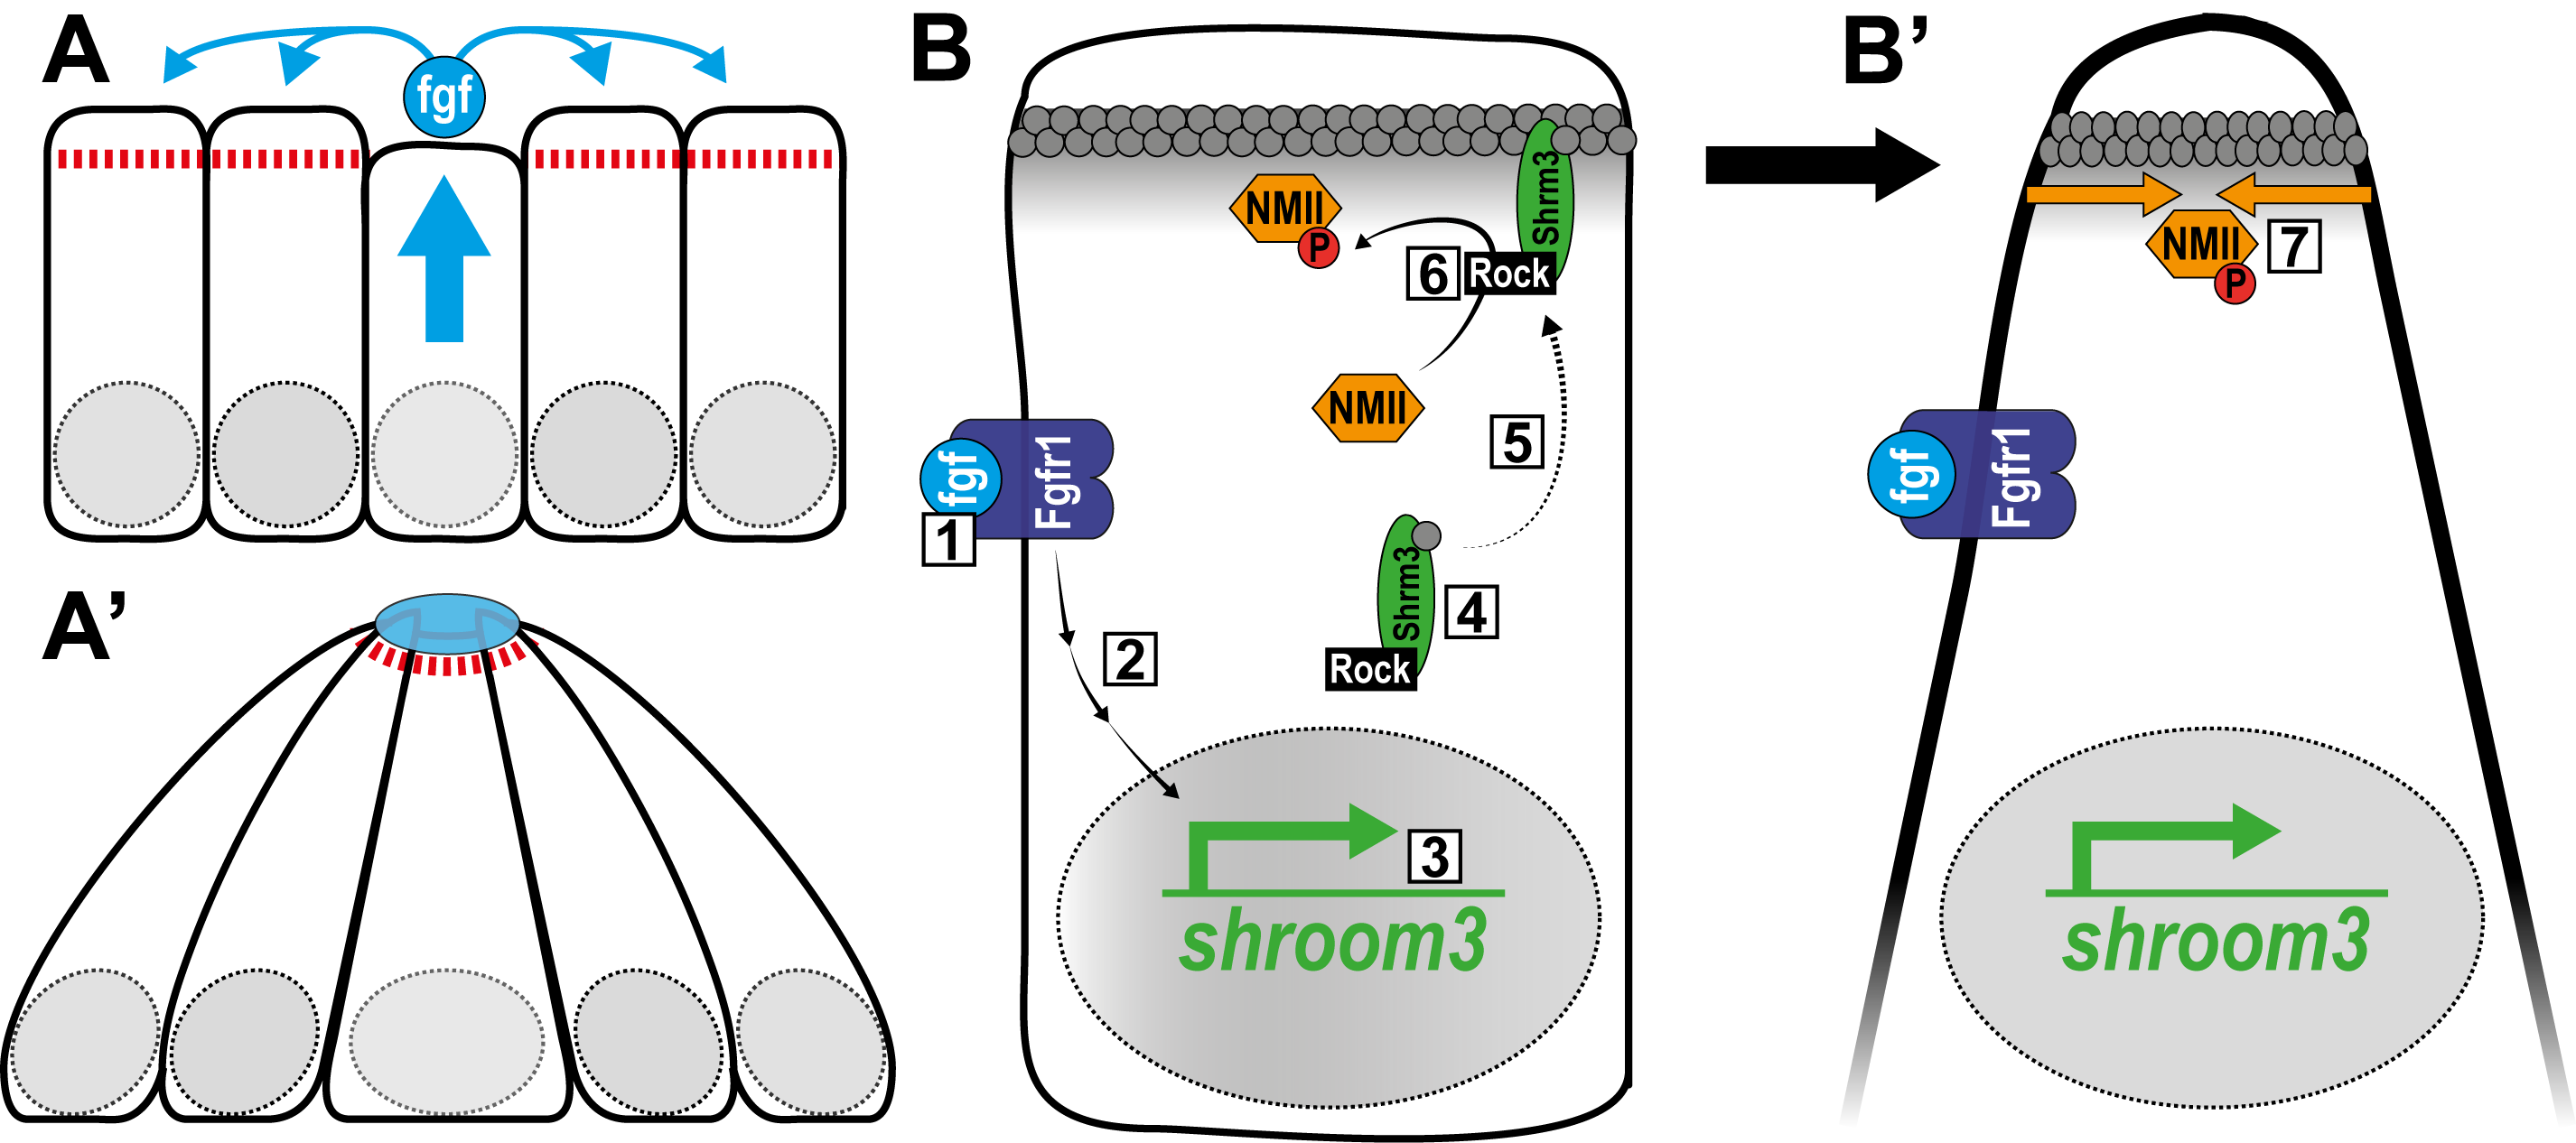 A
fgf
A’
B
NMII
P
Shrm3
6
Rock
NMII
5
fgf
Fgfr1
1
2
Shrm3
4
Rock
3
shroom3
B’
NMII
P
7
fgf
Fgfr1
shroom3